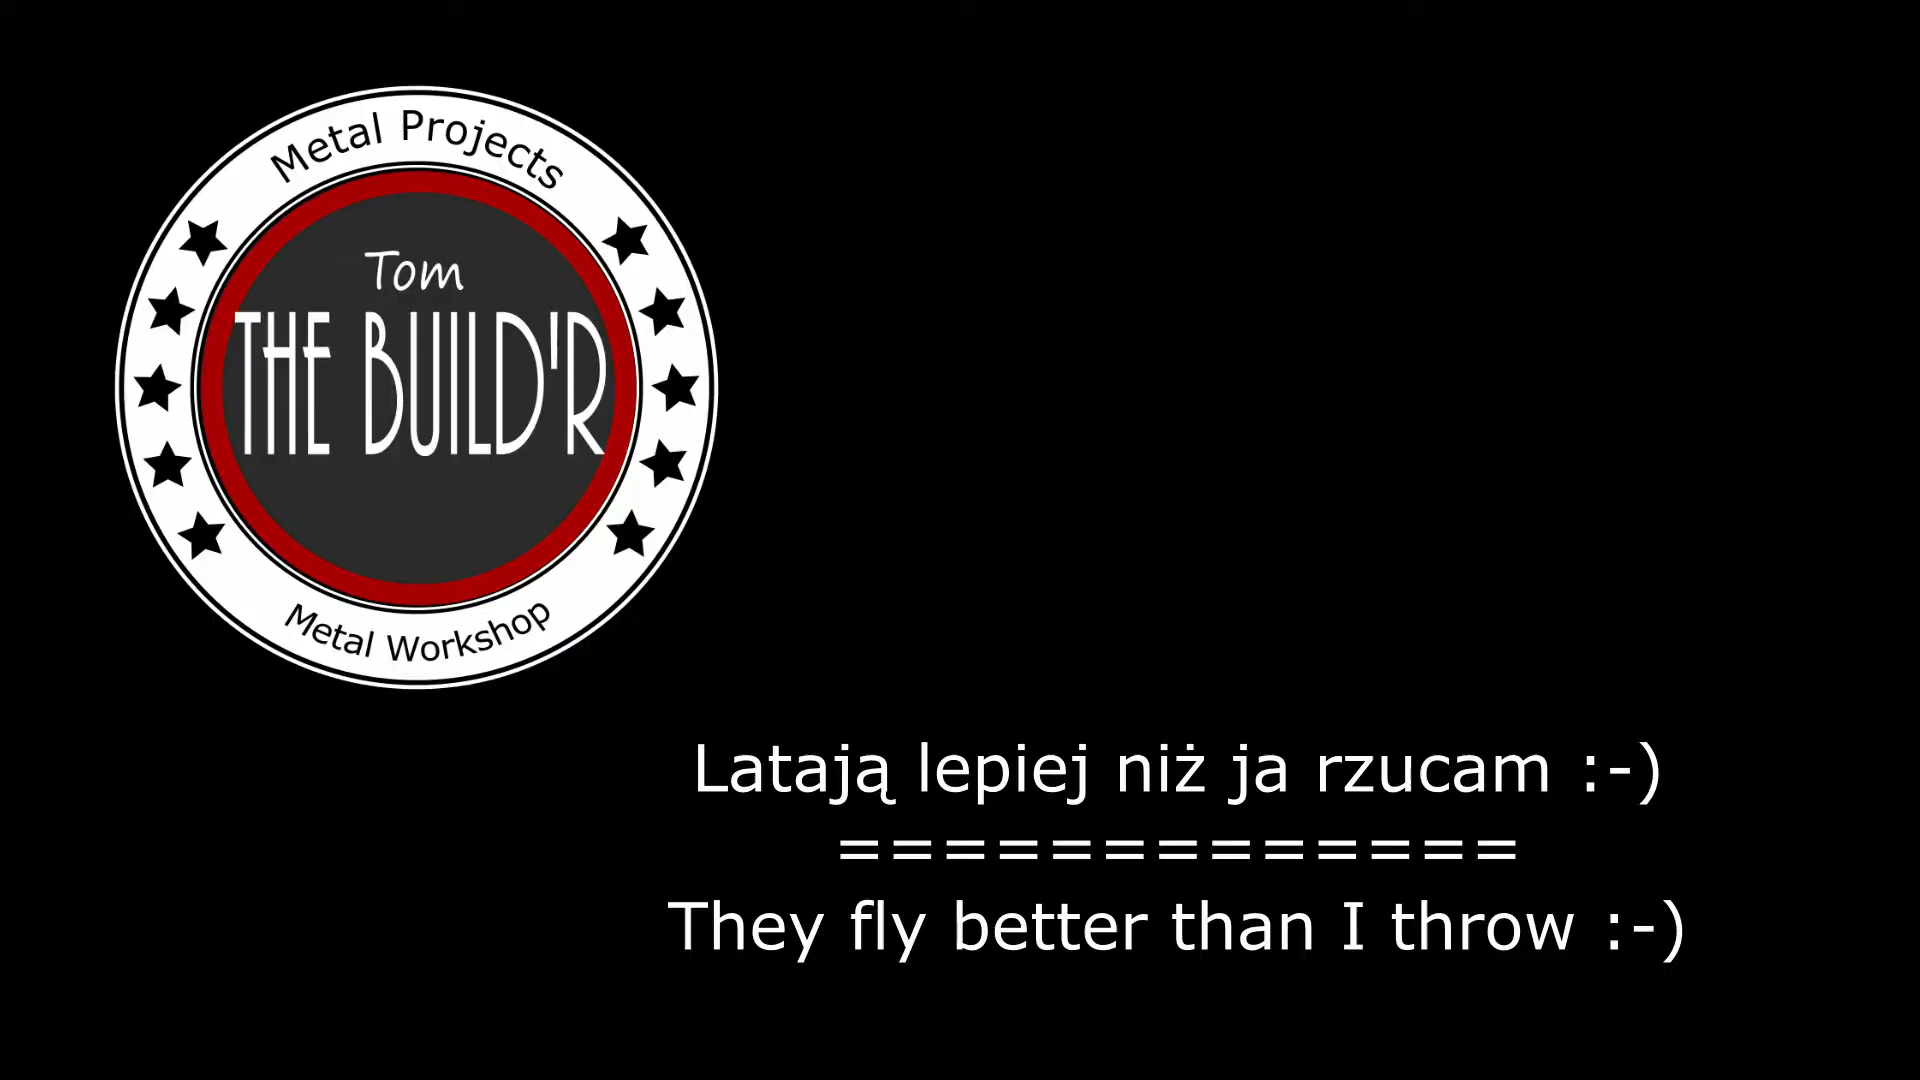 Metal Projects
Tom
THE BUILD'R
Metal Workshop
Latają lepiej niż ja rzucam :-)
=============
They fly better than I throw :-)